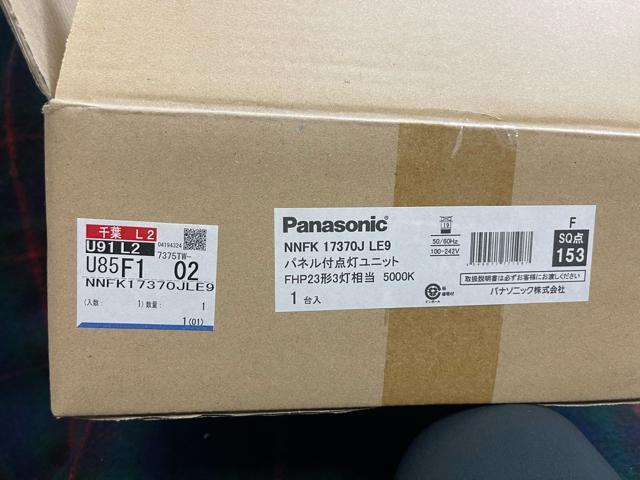 千葉 L2
U91 L2
04194324
7375TW-
U85 F1 02
NNFK17370JLE9
(入数: 1) 数量: 1
1(01)
Panasonic
NNFK 17370J LE9
パネル付点灯ユニット
FHP23形3灯相当 5000K
1 台入
50/60Hz
100-242V
F
SQ点
153
取扱説明書は必ずお客様にお渡しください。
パナソニック株式会社